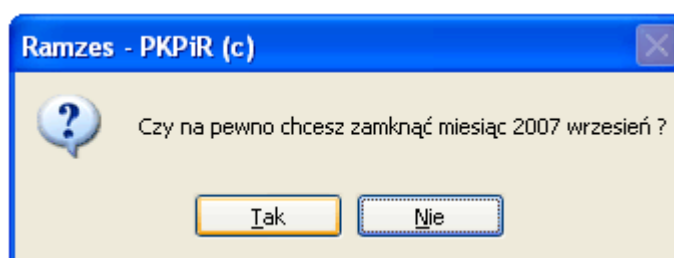 Ramzes - PKPiR (c)
Czy na pewno chcesz zamknąć miesiąc 2007 wrzesień ?
Tak
Nie